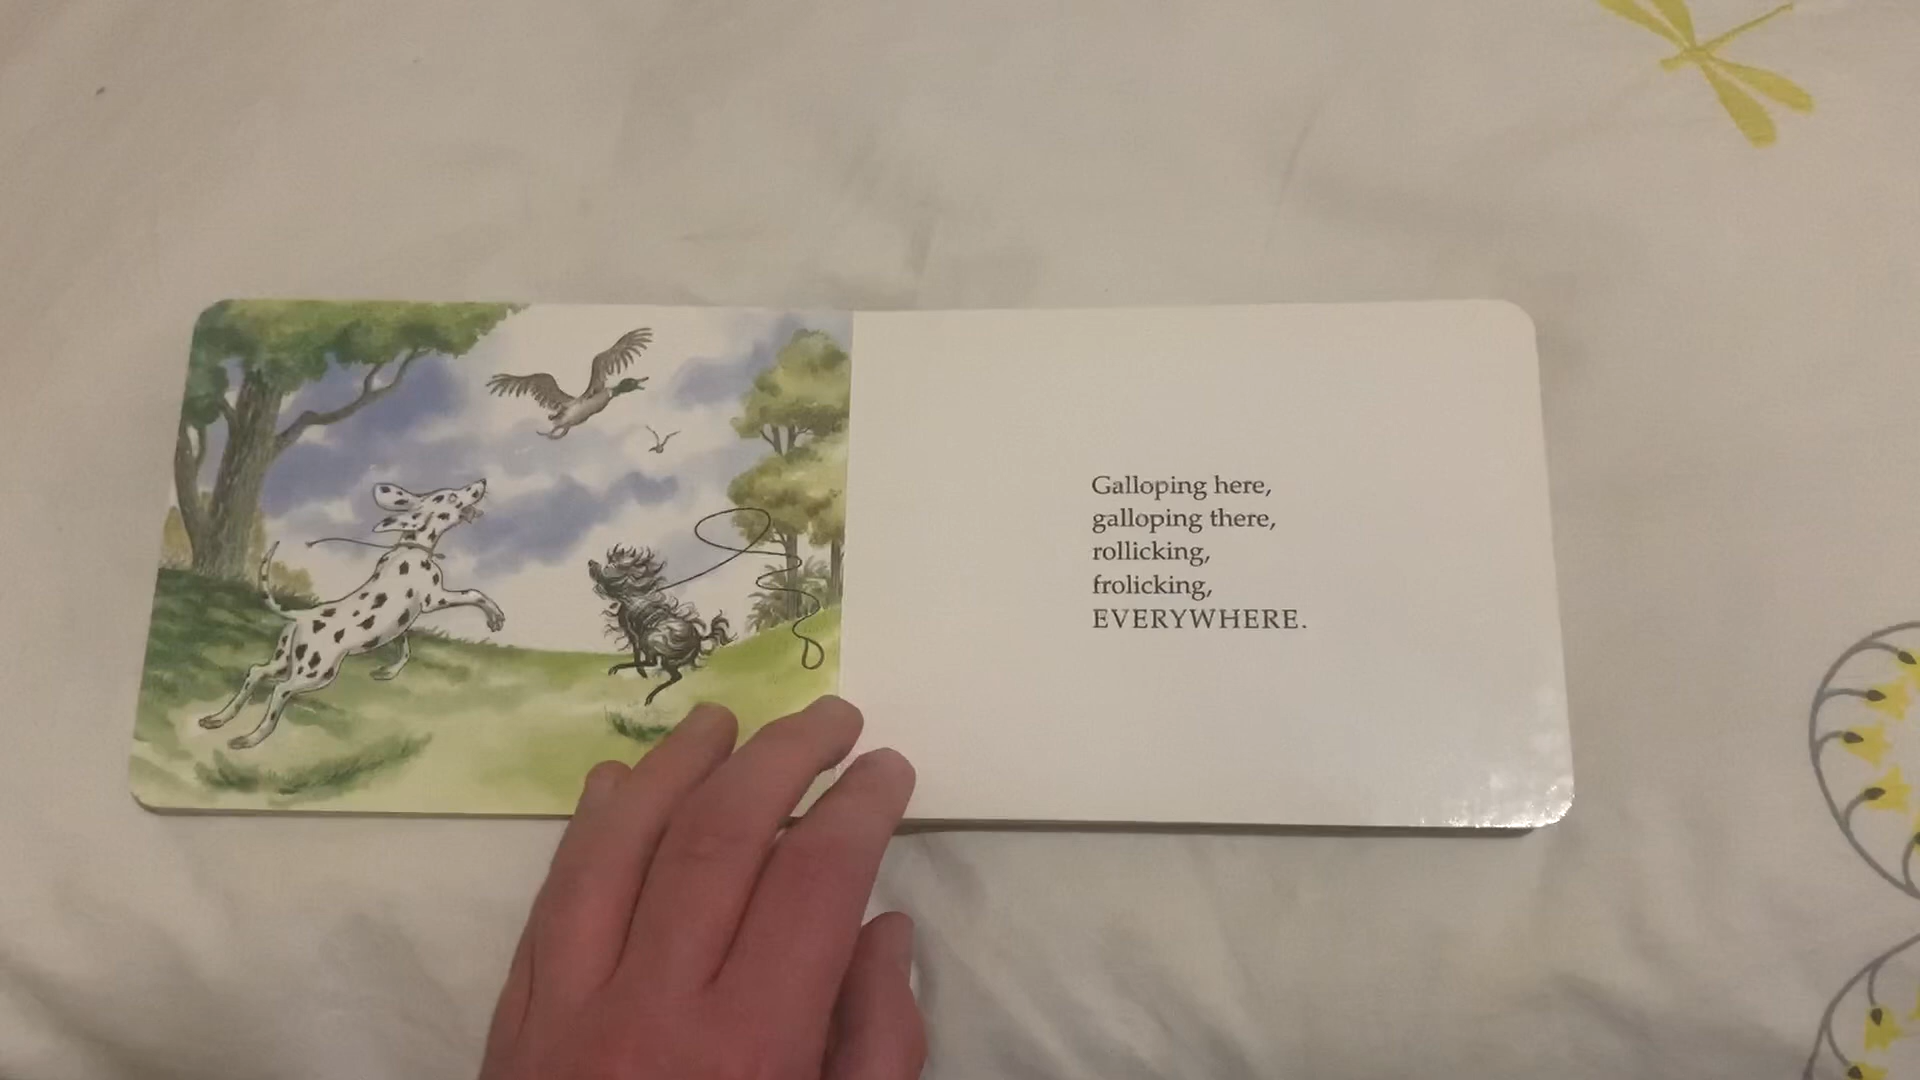 Galloping here,
galloping there,
rollicking,
frolicking,
EVERYWHERE.